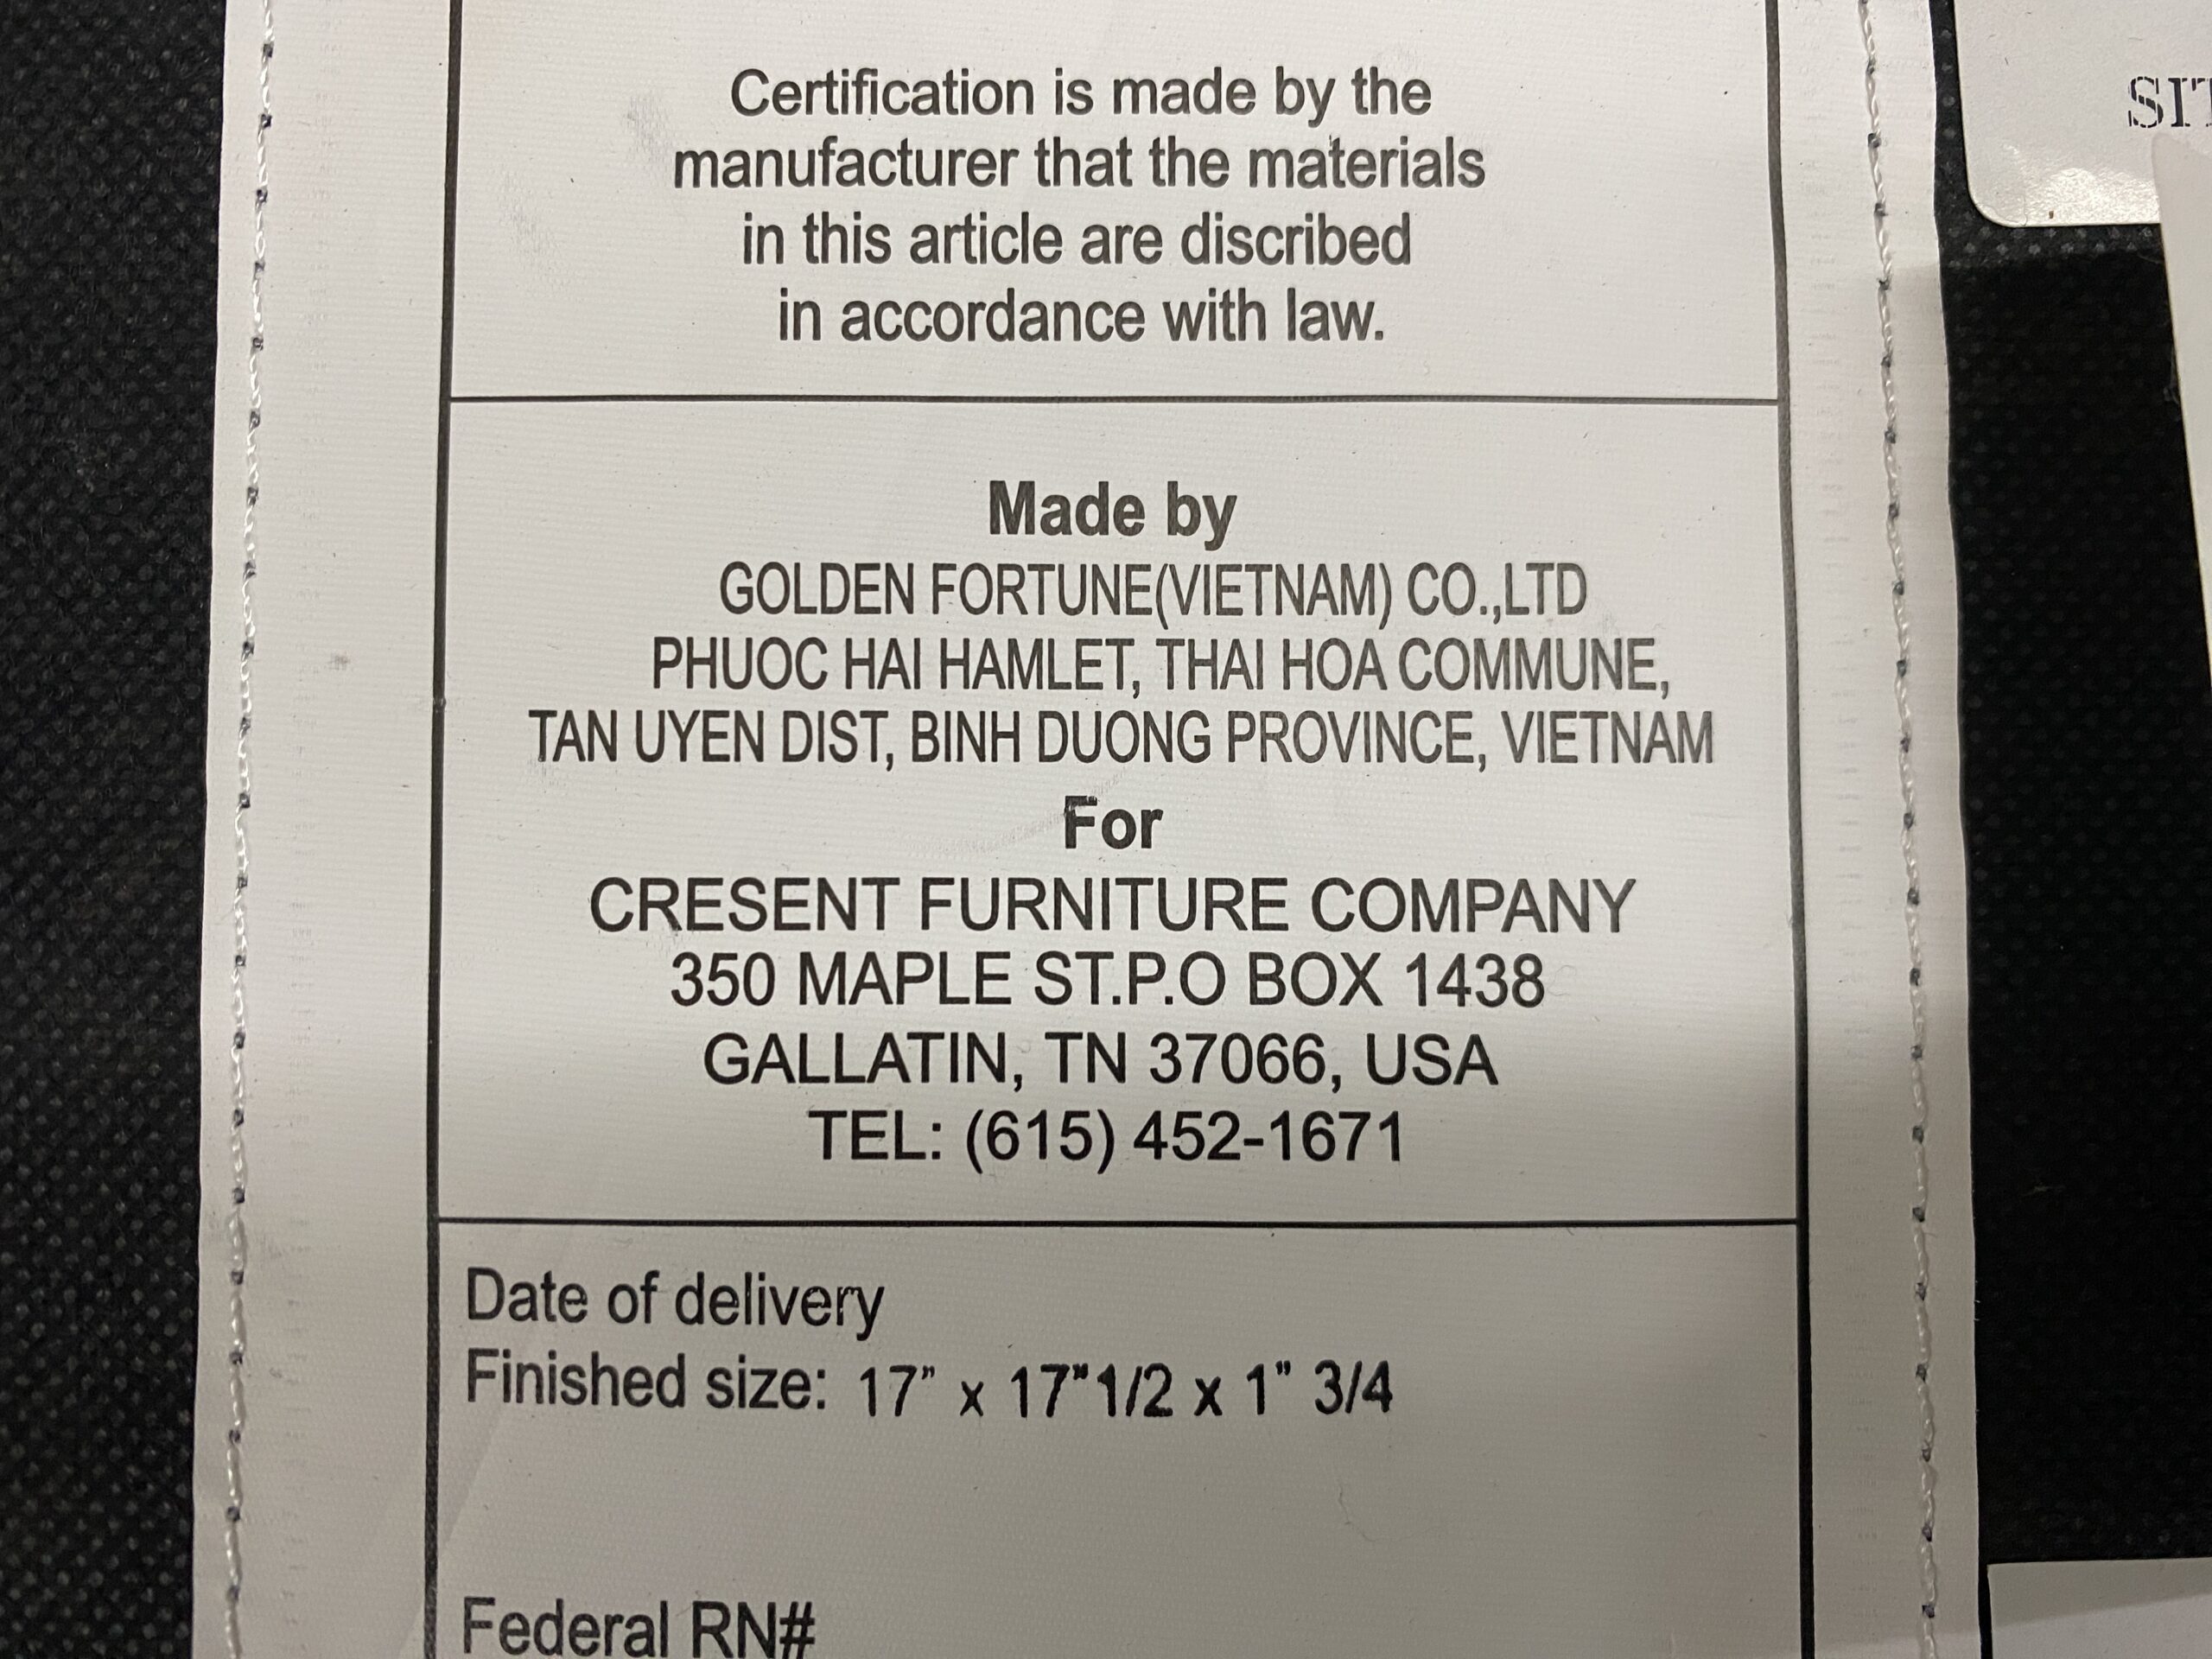 Certification is made by the
manufacturer that the materials
in this article are discribed
in accordance with law.
Made by
GOLDEN FORTUNE(VIETNAM) CO.,LTD
PHUOC HAI HAMLET, THAI HOA COMMUNE,
TAN UYEN DIST, BINH DUONG PROVINCE, VIETNAM
For
CRESENT FURNITURE COMPANY
350 MAPLE ST.P.O BOX 1438
GALLATIN, TN 37066, USA
TEL: (615) 452-1671
Date of delivery
Finished size: 17” x 17”1/2 x 1” 3/4
Federal RN#